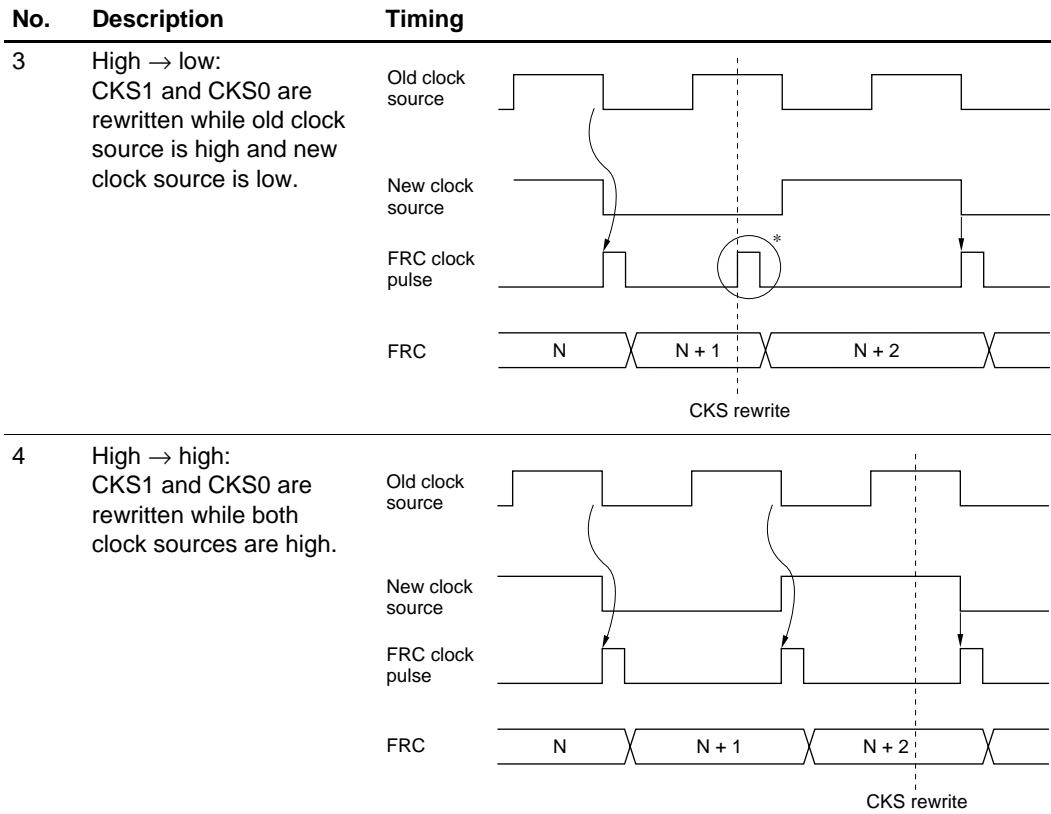 No. Description Timing
3 High → low:
CKS1 and CKS0 are
rewritten while old clock
source is high and new
clock source is low.
Old clock
source
New clock
source
FRC clock
pulse
*
FRC N N + 1 N + 2
CKS rewrite
4 High → high:
CKS1 and CKS0 are
rewritten while both
clock sources are high.
Old clock
source
New clock
source
FRC clock
pulse
FRC N N + 1 N + 2
CKS rewrite